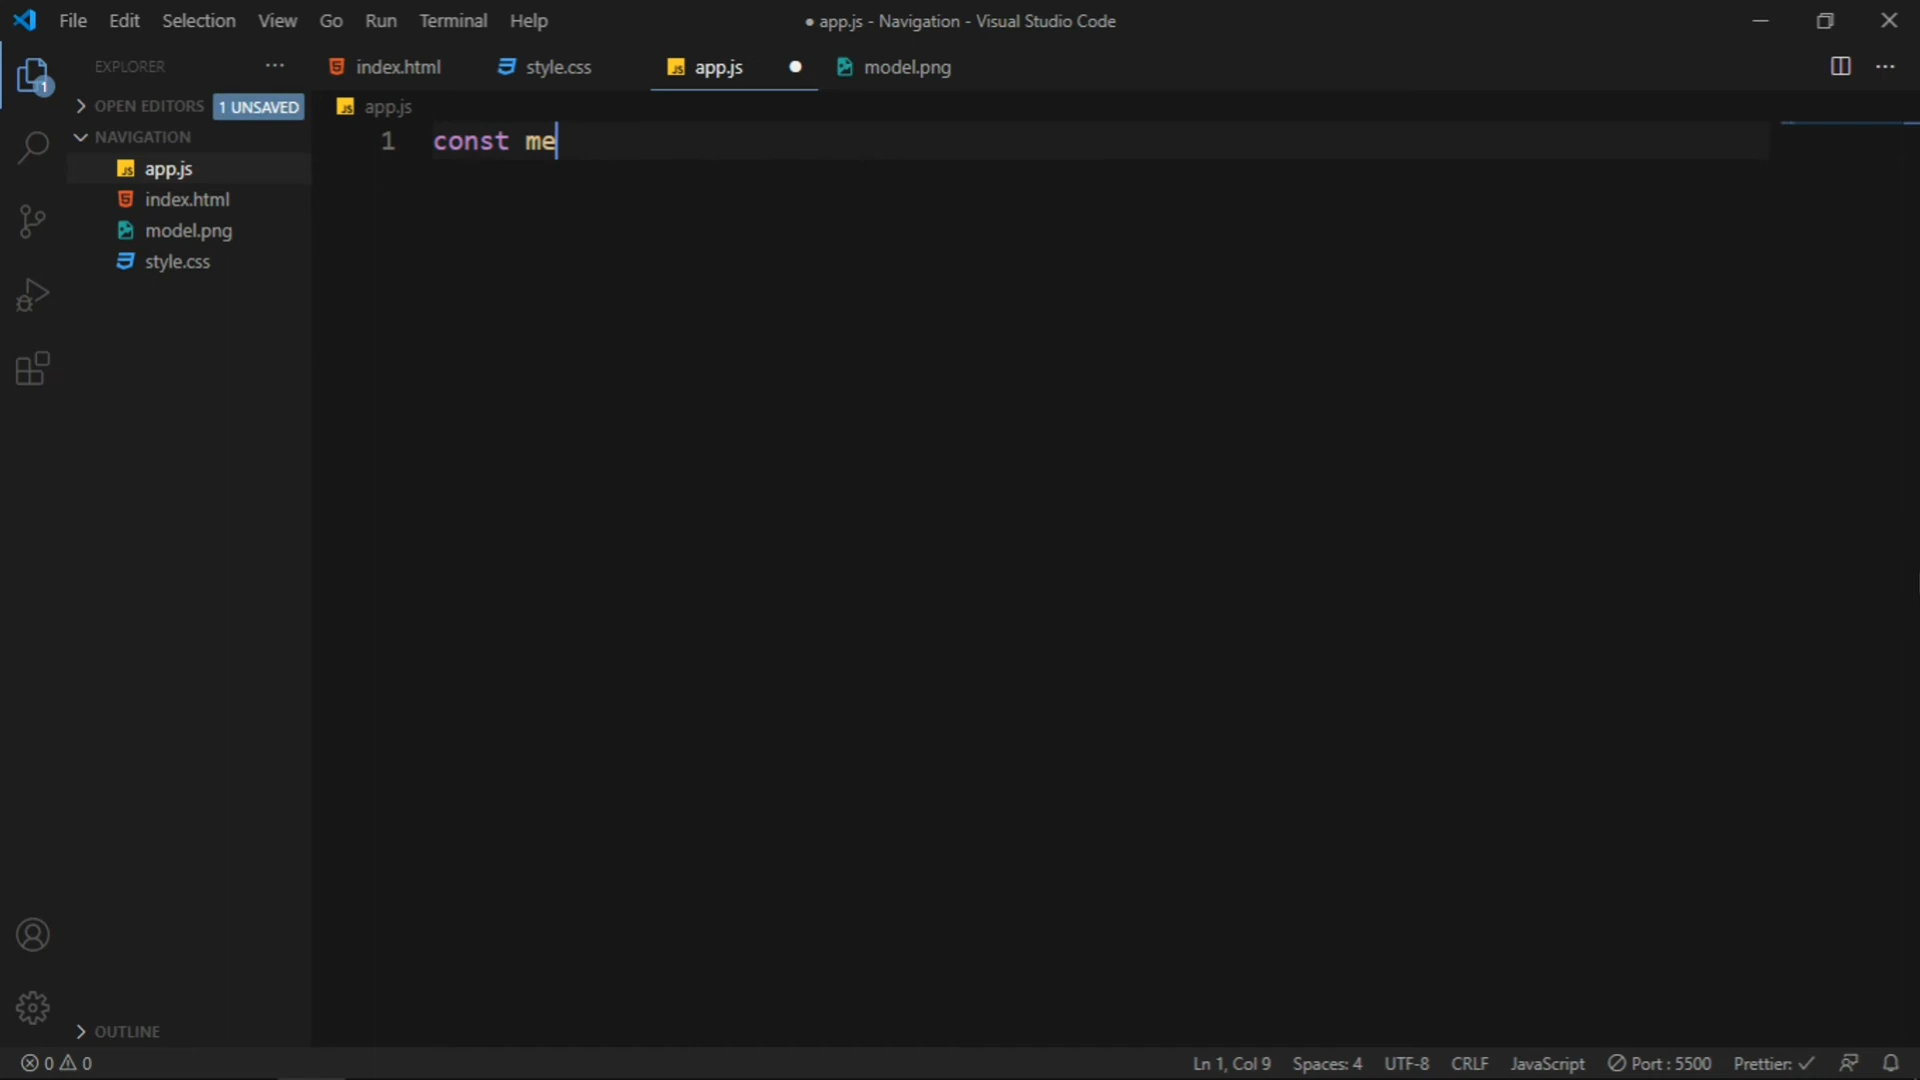 File Edit Selection View Go Run Terminal Help
● app.js - Navigation - Visual Studio Code
EXPLORER
index.html
style.css
app.js
model.png
1
OPEN EDITORS 1 UNSAVED
NAVIGATION
app.js
index.html
model.png
style.css
OUTLINE
app.js
1 const me
0 0
Ln 1, Col 9 Spaces: 4 UTF-8 CRLF JavaScript Port : 5500 Prettier: ✓